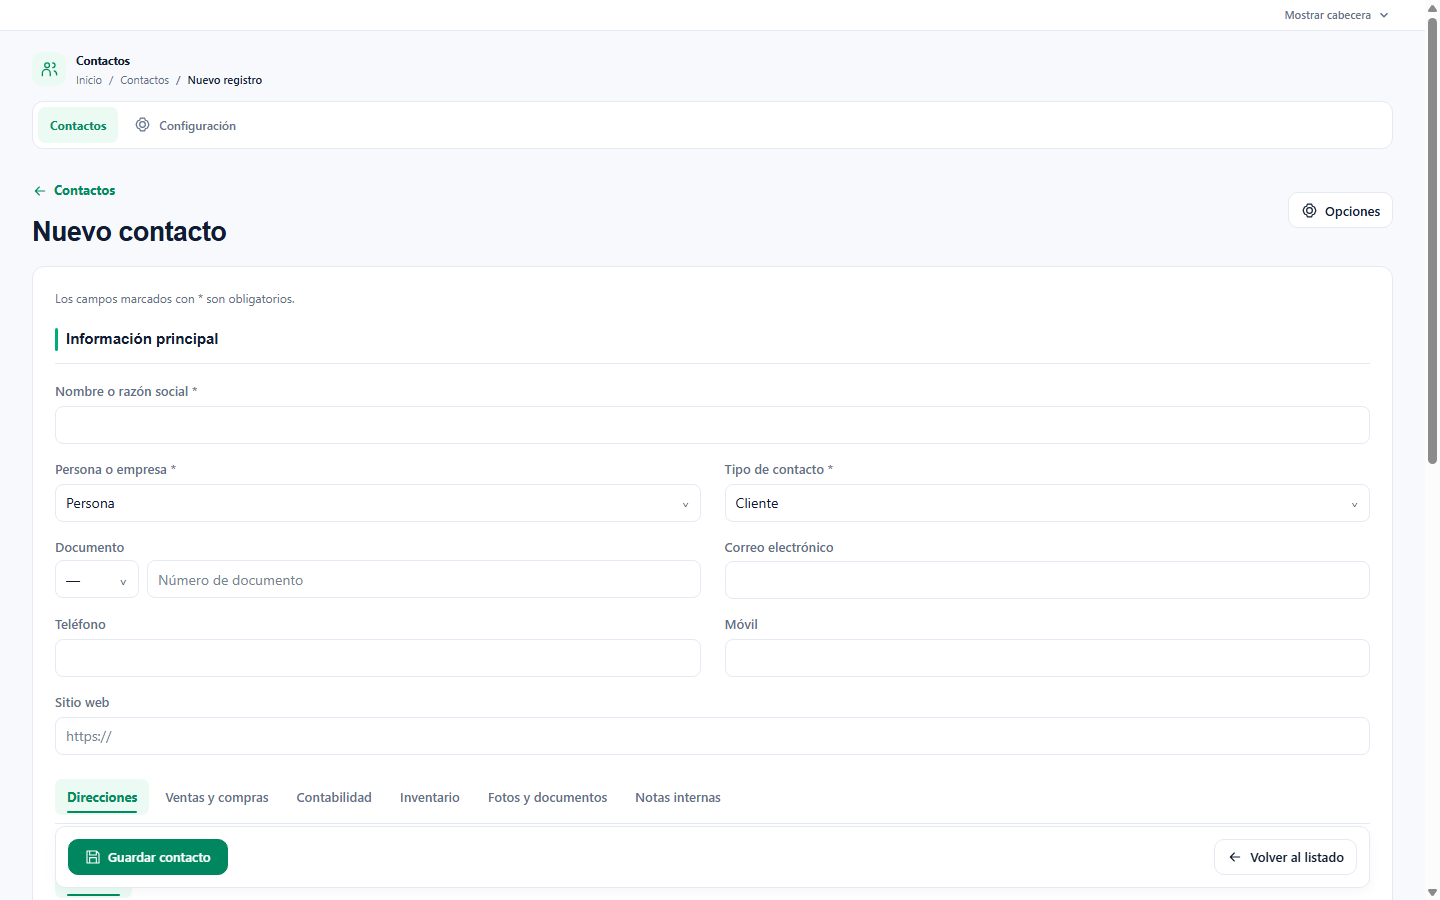 Mostrar cabecera
Contactos
Inicio / Contactos / Nuevo registro
Contactos Configuración
Contactos
Nuevo contacto
Opciones
Los campos marcados con * son obligatorios.
Información principal
Nombre o razón social *
Persona o empresa * Tipo de contacto *
Persona Cliente
Documento Correo electrónico
— Número de documento
Teléfono Móvil
Sitio web
https://
Direcciones Ventas y compras Contabilidad Inventario Fotos y documentos Notas internas
Guardar contacto Volver al listado